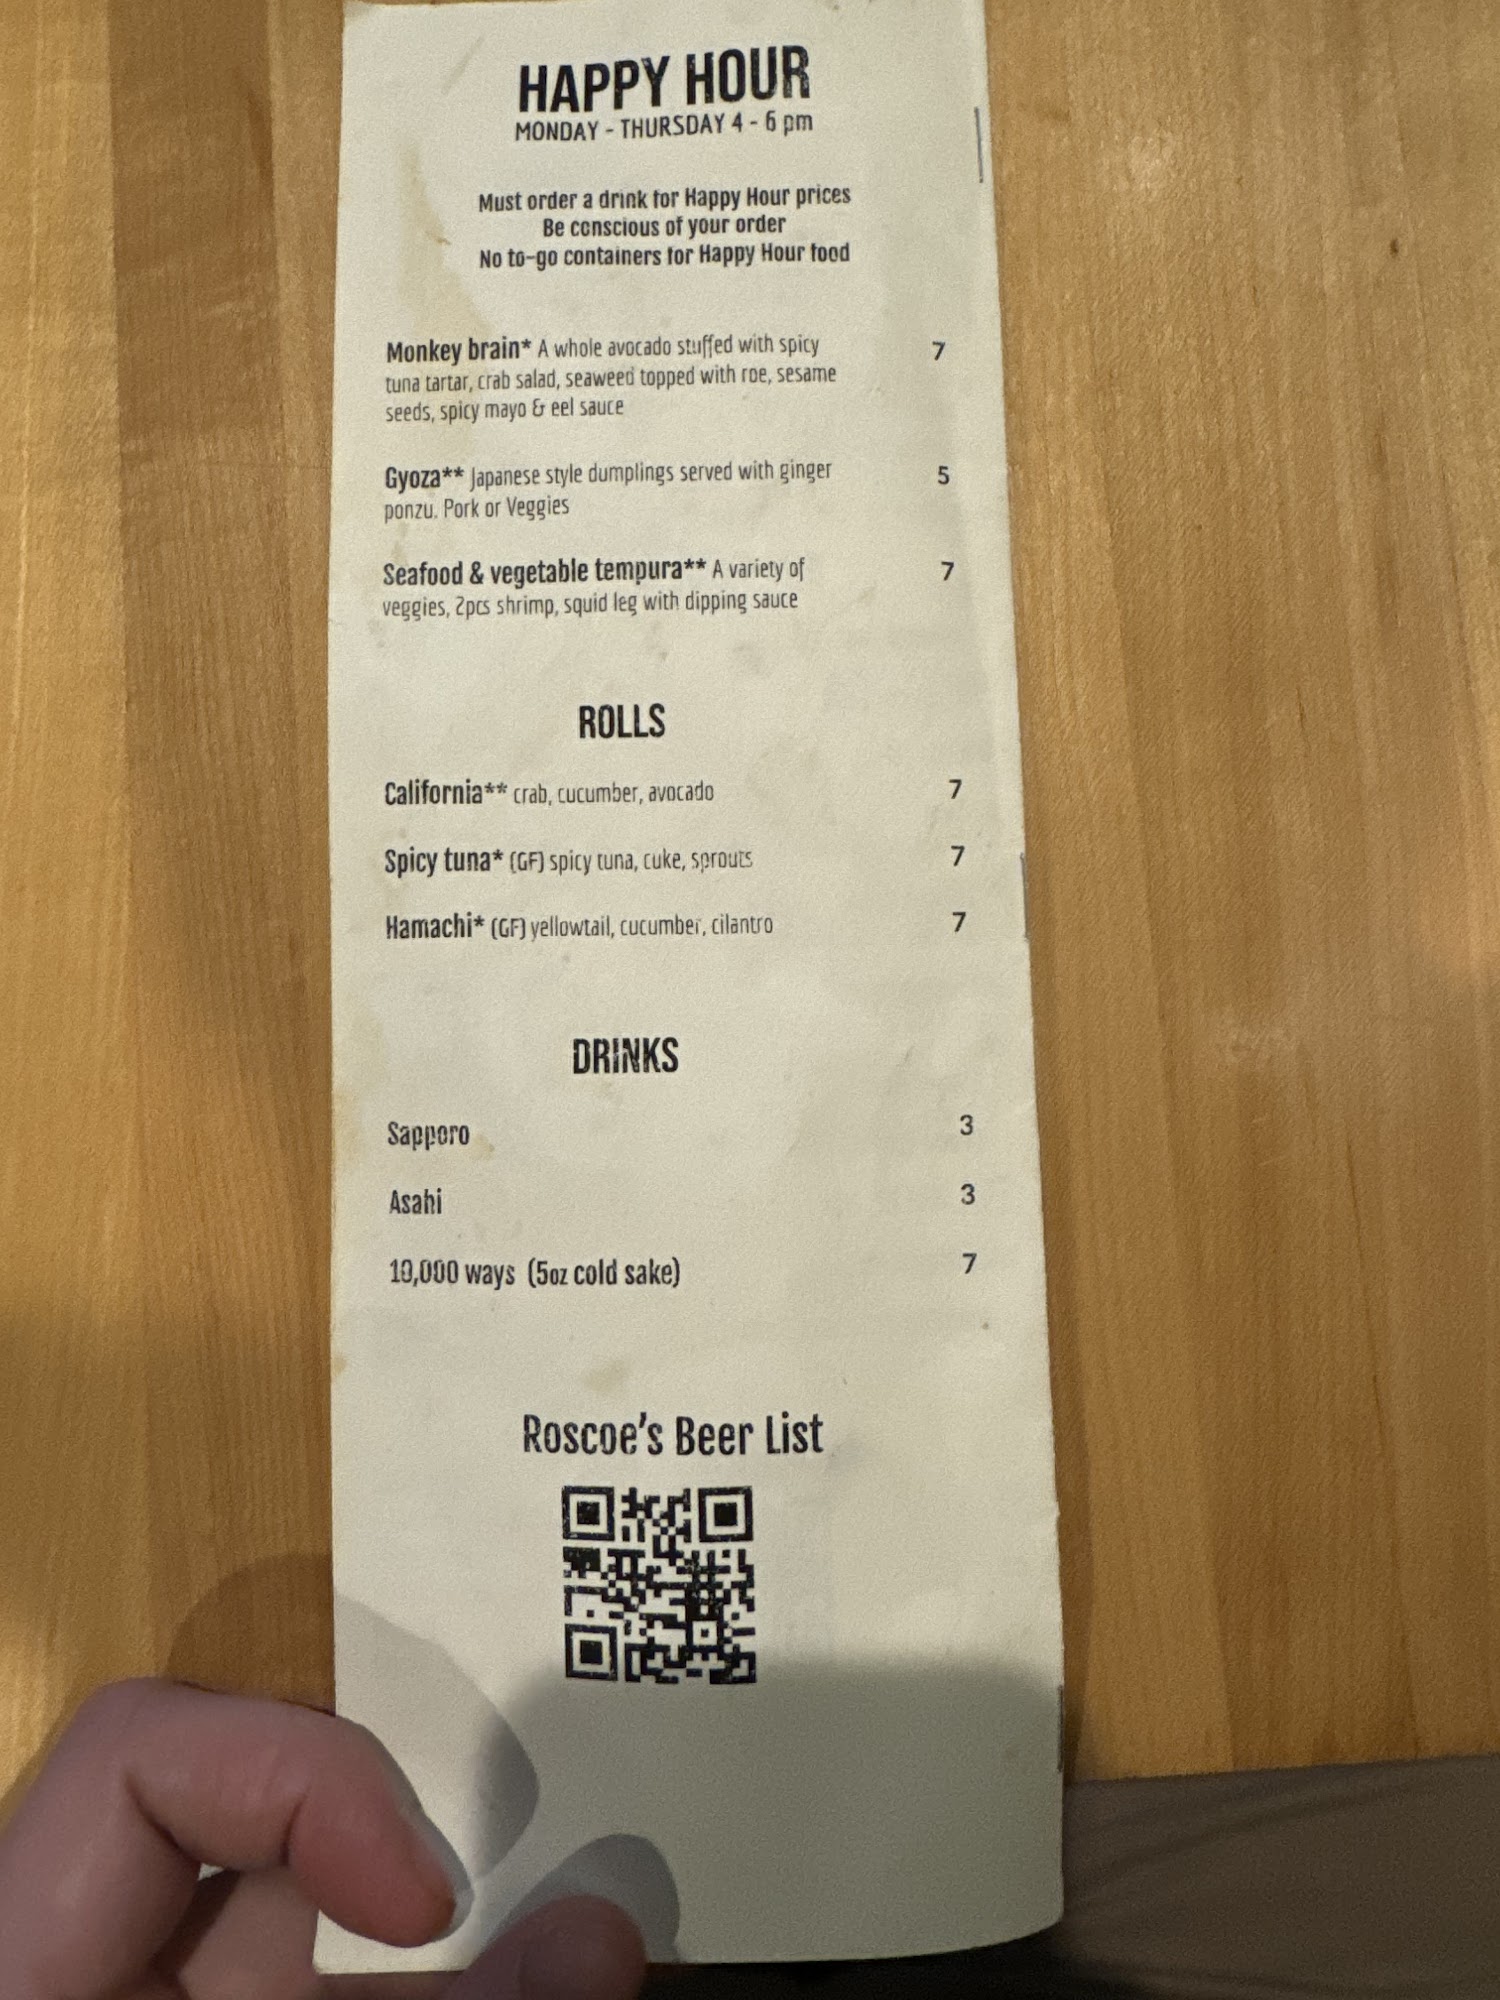 HAPPY HOUR
MONDAY - THURSDAY 4 - 6 pm
Must order a drink for Happy Hour prices
Be conscious of your order
No to-go containers for Happy Hour food
Monkey brain* A whole avocado stuffed with spicy 7
tuna tartar, crab salad, seaweed topped with roe, sesame
seeds, spicy mayo & eel sauce
Gyoza** Japanese style dumplings served with ginger 5
ponzu. Pork or Veggies
Seafood & vegetable tempura** A variety of 7
veggies, 2pcs shrimp, squid leg with dipping sauce
ROLLS
California** crab, cucumber, avocado 7
Spicy tuna* (GF) spicy tuna, cuke, sprouts 7
Hamachi* (GF) yellowtail, cucumber, cilantro 7
DRINKS
Sapporo 3
Asahi 3
10,000 ways (5oz cold sake) 7
Roscoe's Beer List